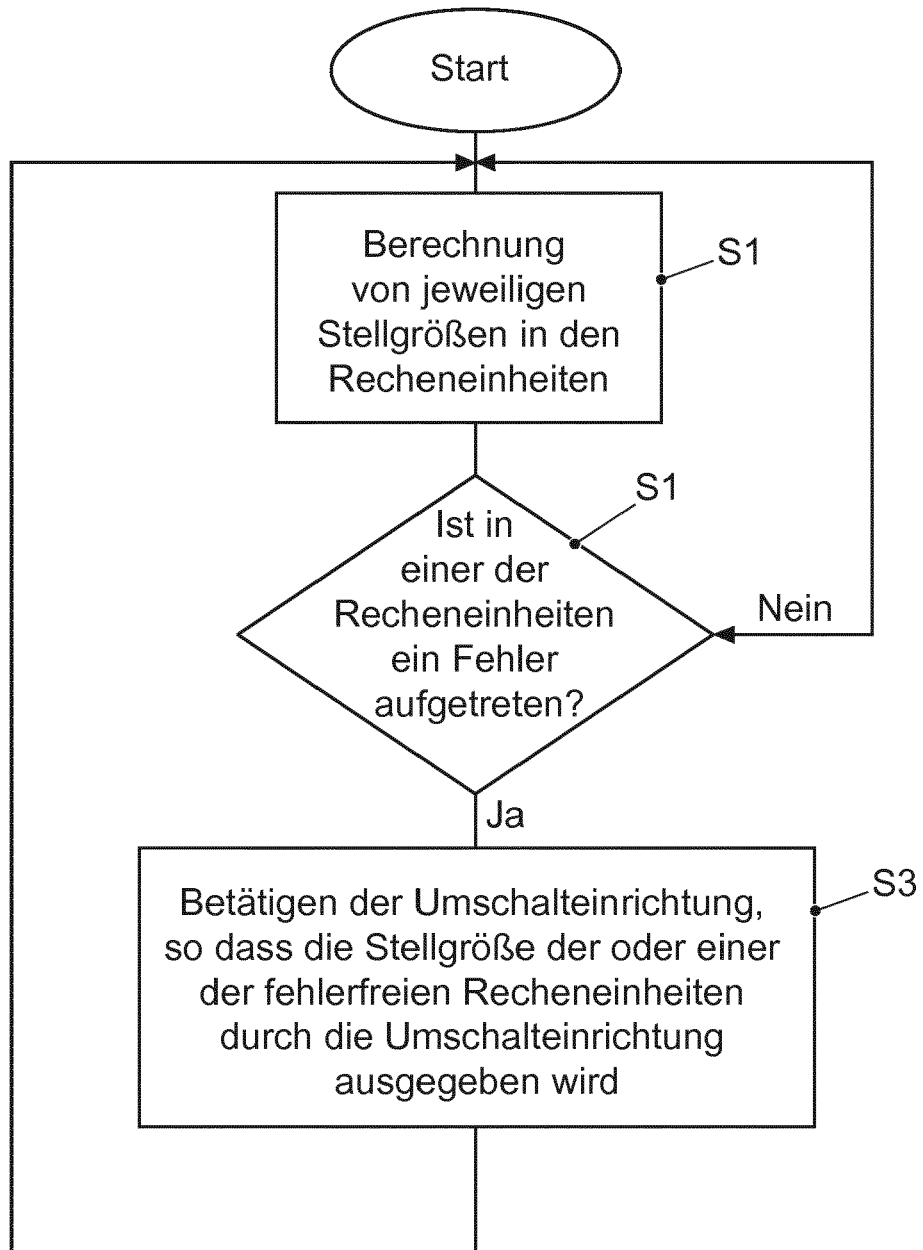 Start
Berechnung
von jeweiligen
Stellgrößen in den
Recheneinheiten
S1
S1
Ist in
einer der
Recheneinheiten
ein Fehler
aufgetreten?
Nein
Ja
Betätigen der Umschalteinrichtung,
so dass die Stellgröße der oder einer
der fehlerfreien Recheneinheiten
durch die Umschalteinrichtung
ausgegeben wird
S3